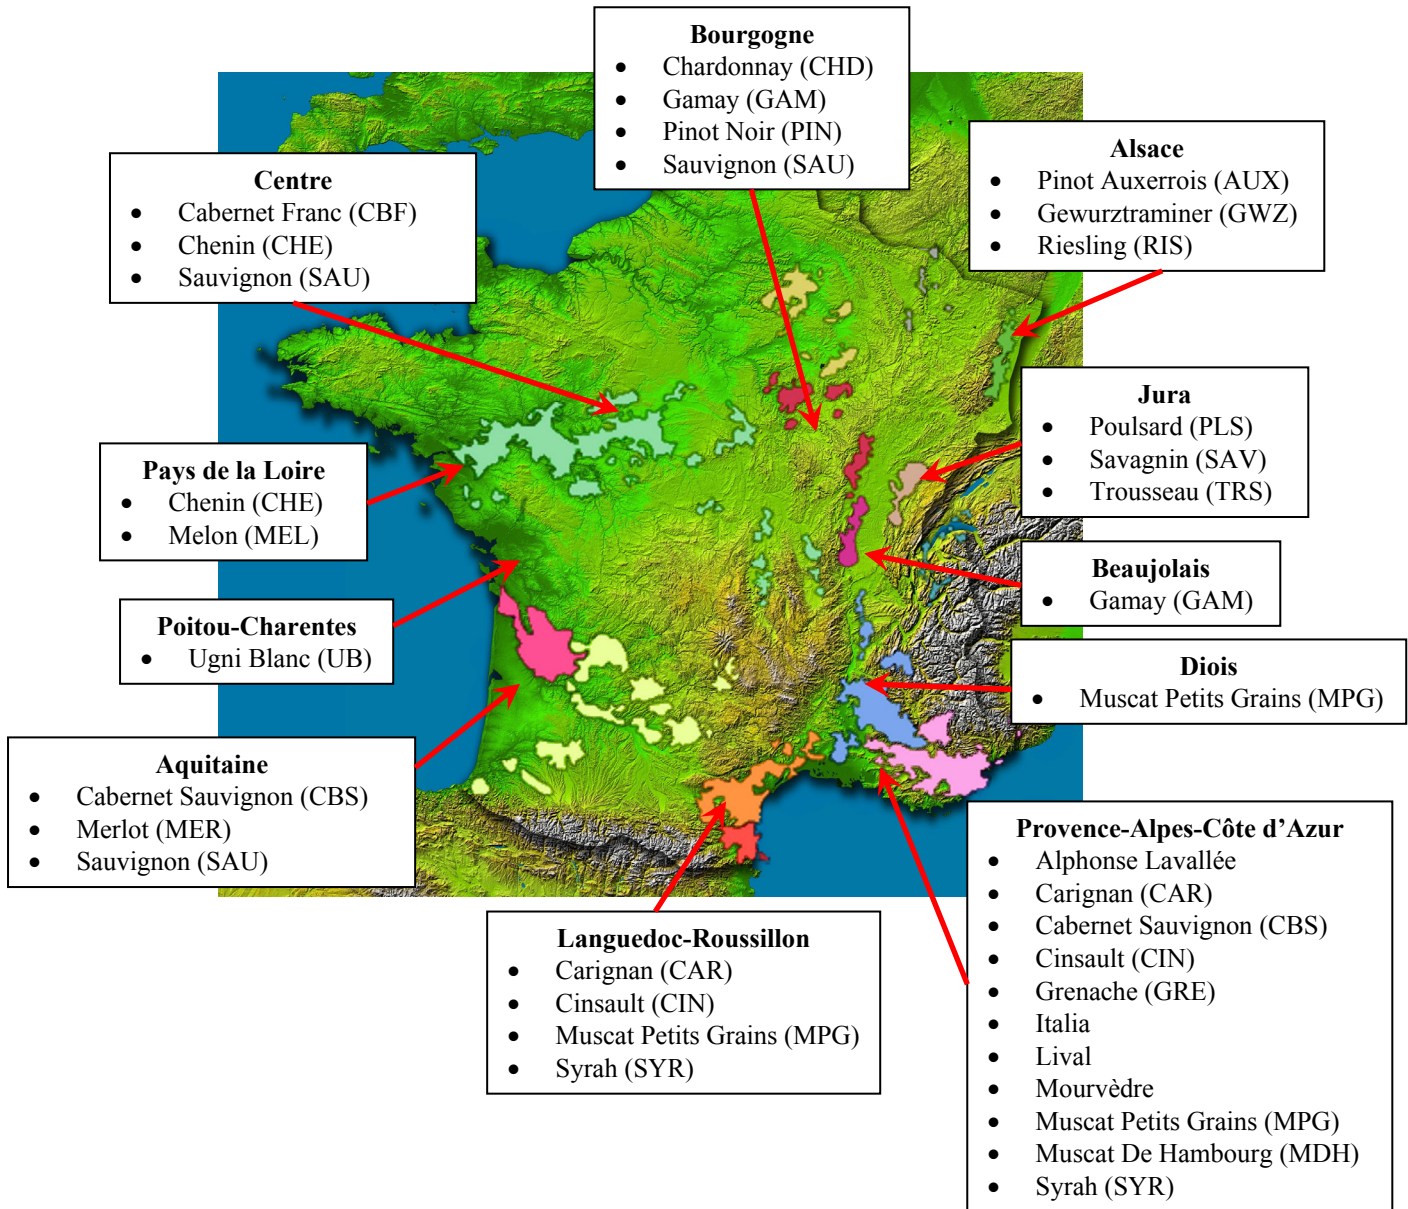 Bourgogne
• Chardonnay (CHD)
• Gamay (GAM)
• Pinot Noir (PIN)
• Sauvignon (SAU)
Alsace
• Pinot Auxerrois (AUX)
• Gewurztraminer (GWZ)
• Riesling (RIS)
Centre
• Cabernet Franc (CBF)
• Chenin (CHE)
• Sauvignon (SAU)
Jura
• Poulsard (PLS)
• Savagnin (SAV)
• Trousseau (TRS)
Pays de la Loire
• Chenin (CHE)
• Melon (MEL)
Beaujolais
• Gamay (GAM)
Poitou-Charentes
• Ugni Blanc (UB)
Diois
• Muscat Petits Grains (MPG)
Aquitaine
• Cabernet Sauvignon (CBS)
• Merlot (MER)
• Sauvignon (SAU)
Provence-Alpes-Côte d’Azur
• Alphonse Lavallée
• Carignan (CAR)
• Cabernet Sauvignon (CBS)
• Cinsault (CIN)
• Grenache (GRE)
• Italia
• Lival
• Mourvèdre
• Muscat Petits Grains (MPG)
• Muscat De Hambourg (MDH)
• Syrah (SYR)
Languedoc-Roussillon
• Carignan (CAR)
• Cinsault (CIN)
• Muscat Petits Grains (MPG)
• Syrah (SYR)